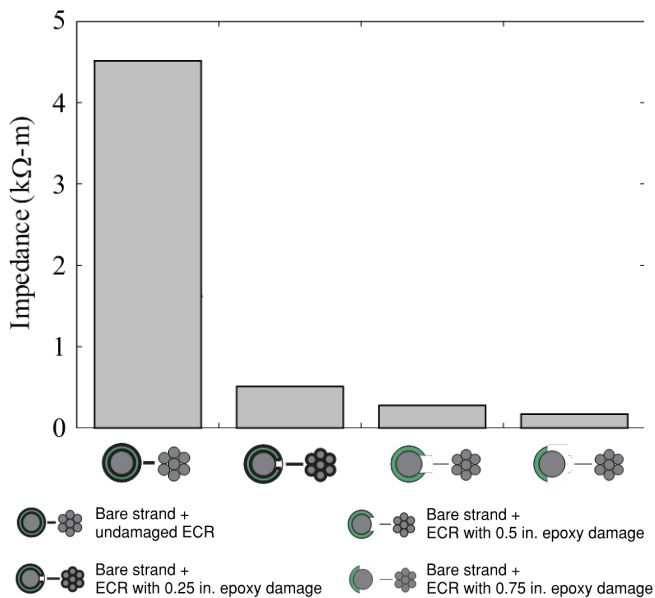 5
4
3
2
1
0
Impedance (kΩ-m)
Bare strand +
undamaged ECR
Bare strand +
ECR with 0.25 in. epoxy damage
Bare strand +
ECR with 0.5 in. epoxy damage
Bare strand +
ECR with 0.75 in. epoxy damage